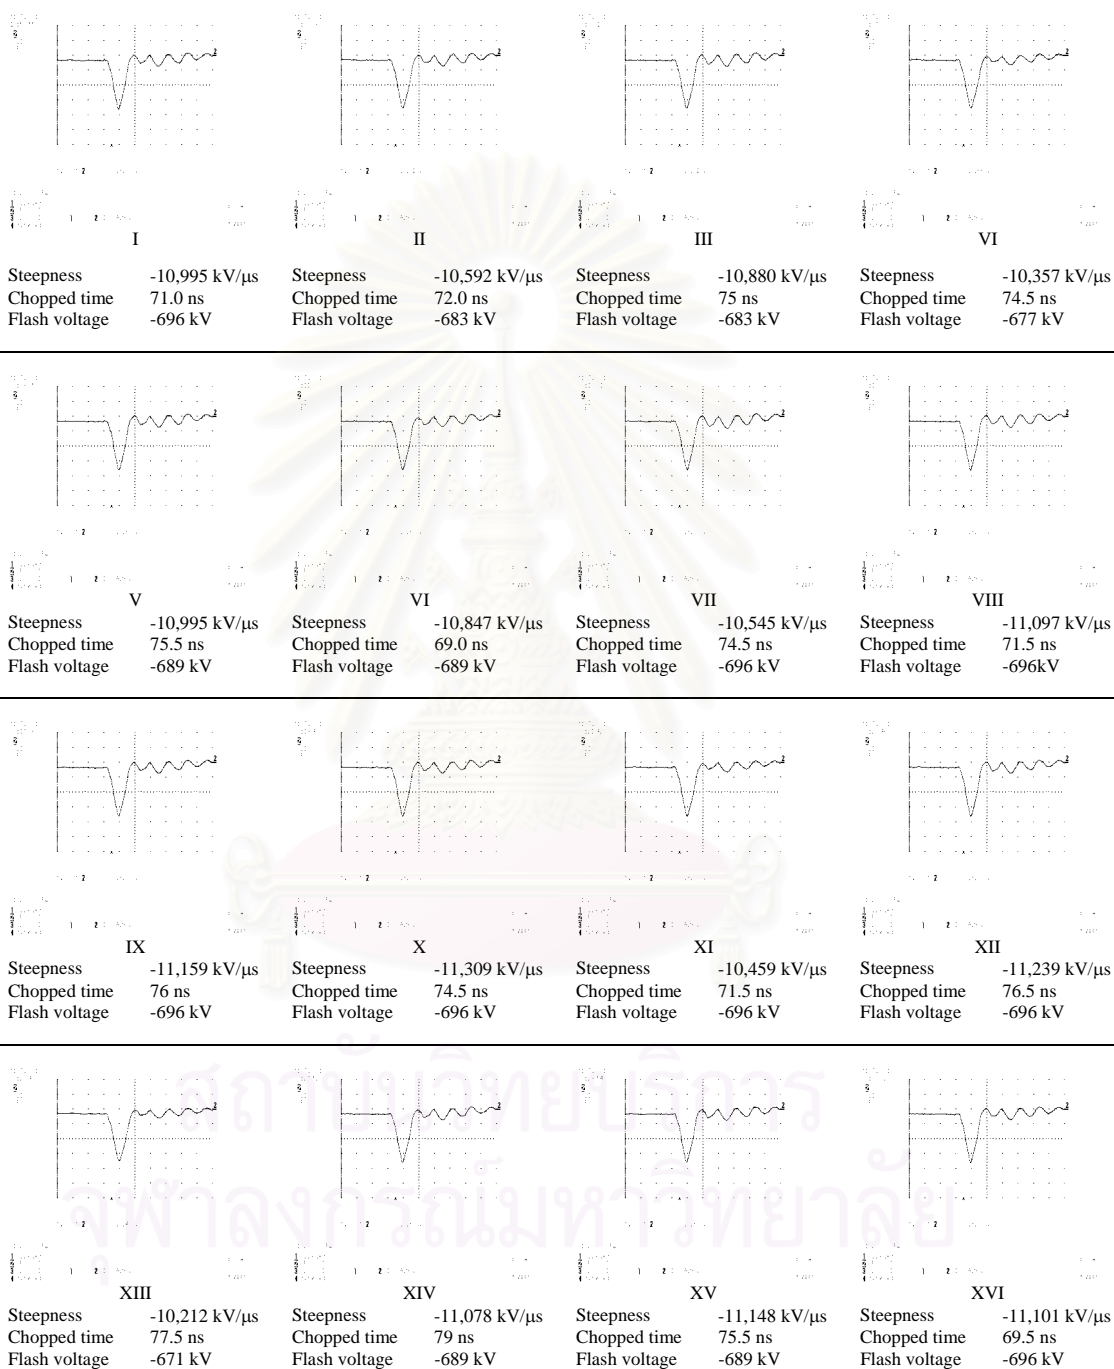 I II III VI
Steepness -10,995 kV/μs Steepness -10,592 kV/μs Steepness -10,880 kV/μs Steepness -10,357 kV/μs
Chopped time 71.0 ns Chopped time 72.0 ns Chopped time 75 ns Chopped time 74.5 ns
Flash voltage -696 kV Flash voltage -683 kV Flash voltage -683 kV Flash voltage -677 kV
V VI VII VIII
Steepness -10,995 kV/μs Steepness -10,847 kV/μs Steepness -10,545 kV/μs Steepness -11,097 kV/μs
Chopped time 75.5 ns Chopped time 69.0 ns Chopped time 74.5 ns Chopped time 71.5 ns
Flash voltage -689 kV Flash voltage -689 kV Flash voltage -696 kV Flash voltage -696kV
IX X XI XII
Steepness -11,159 kV/μs Steepness -11,309 kV/μs Steepness -10,459 kV/μs Steepness -11,239 kV/μs
Chopped time 76 ns Chopped time 74.5 ns Chopped time 71.5 ns Chopped time 76.5 ns
Flash voltage -696 kV Flash voltage -696 kV Flash voltage -696 kV Flash voltage -696 kV
สถาบันวิทยบริการ
จุฬาลงกรณ์มหาวิทยาลัย
XIII XIV XV XVI
Steepness -10,212 kV/μs Steepness -11,078 kV/μs Steepness -11,148 kV/μs Steepness -11,101 kV/μs
Chopped time 77.5 ns Chopped time 79 ns Chopped time 75.5 ns Chopped time 69.5 ns
Flash voltage -671 kV Flash voltage -689 kV Flash voltage -689 kV Flash voltage -696 kV